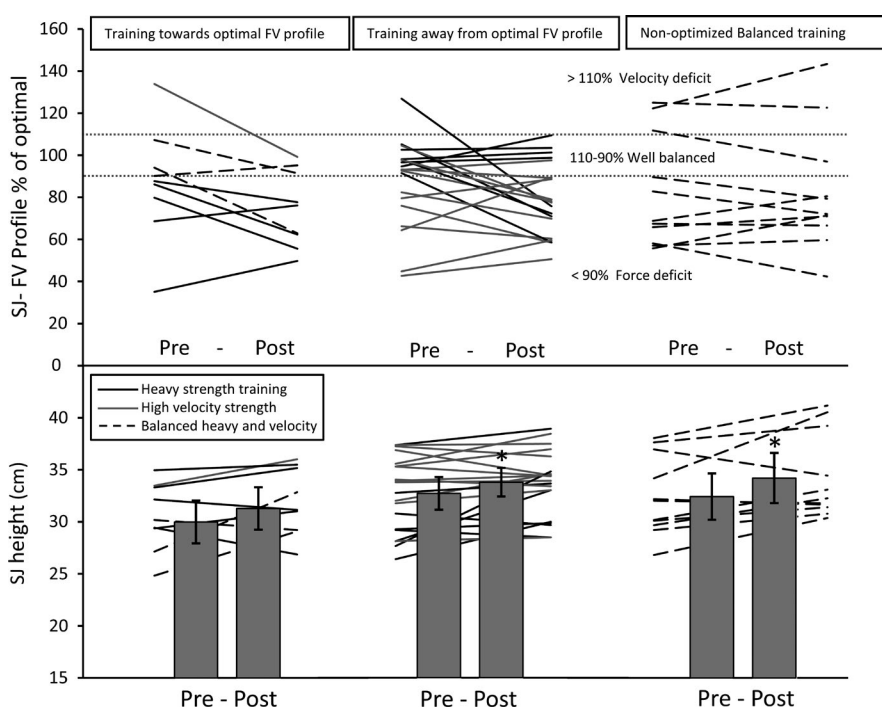 Training towards optimal FV profile
Training away from optimal FV profile
Non-optimized Balanced training
SJ- FV Profile % of optimal
160
140
120
100
80
60
40
20
0
> 110% Velocity deficit
110-90% Well balanced
< 90% Force deficit
Pre - Post
Pre - Post
Pre - Post
SJ height (cm)
40
35
30
25
20
15
Heavy strength training
High velocity strength
Balanced heavy and velocity
*
*
Pre - Post
Pre - Post
Pre - Post